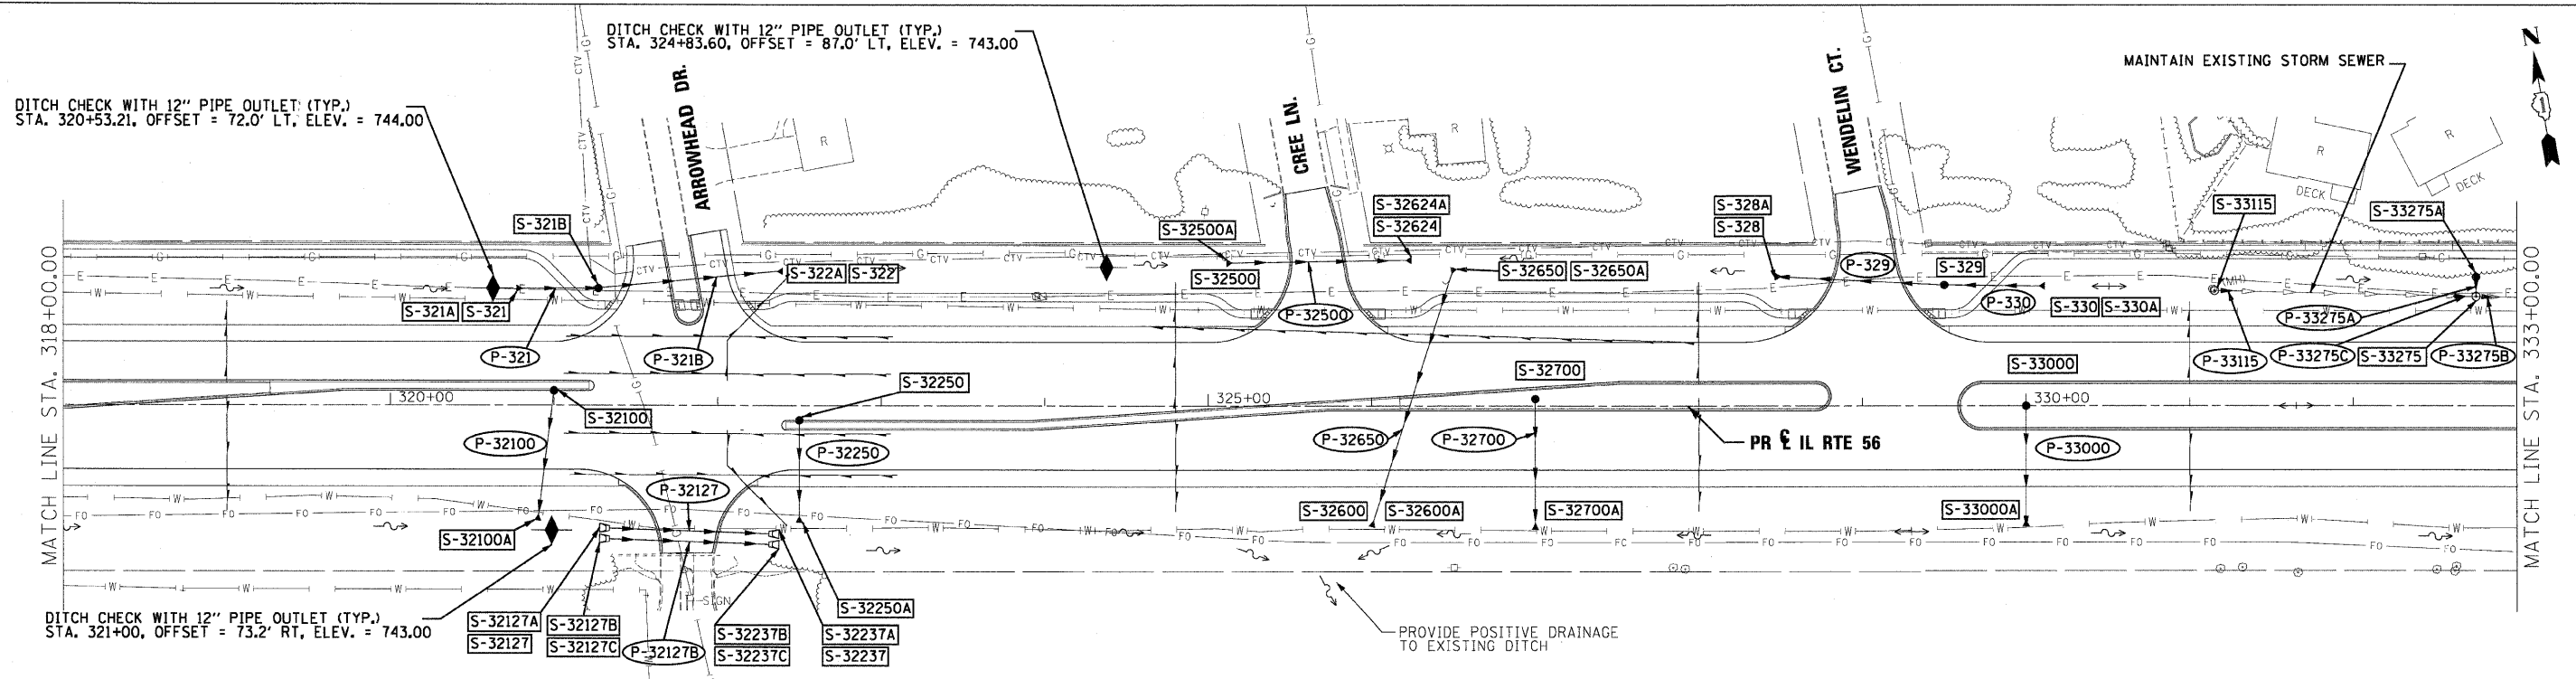 DITCH CHECK WITH 12" PIPE OUTLET (TYP.)
STA. 324+83.60, OFFSET = 87.0' LT, ELEV. = 743.00
DITCH CHECK WITH 12" PIPE OUTLET (TYP.)
STA. 320+53.21, OFFSET = 72.0' LT, ELEV. = 744.00
MAINTAIN EXISTING STORM SEWER
N
ARROWHEAD DR.
CREE LN.
WENDELIN CT.
R
R
R
R
DECK
DECK
S-321B
S-32500A
S-32624A
S-32624
S-328A
S-328
S-33115
S-33275A
S-322A
S-322
S-32500
S-32650
S-32650A
P-329
S-329
(MH)
S-321A
S-321
P-32500
P-330
S-330
S-330A
P-33275A
P-321
P-321B
P-33115
P-33275C
S-33275
P-33275B
MATCH LINE STA. 318+00.00
MATCH LINE STA. 333+00.00
S-32250
S-32700
S-33000
320+00
325+00
330+00
S-32100
P-32100
P-32250
P-32650
P-32700
PR ℄ IL RTE 56
P-33000
P-32127
S-32100A
S-32600
S-32600A
S-32700A
S-33000A
SIGN
S-32250A
DITCH CHECK WITH 12" PIPE OUTLET (TYP.)
STA. 321+00, OFFSET = 73.2' RT, ELEV. = 743.00
S-32127A
S-32127
S-32127B
S-32127C
P-32127B
S-32237B
S-32237C
S-32237A
S-32237
PROVIDE POSITIVE DRAINAGE
TO EXISTING DITCH